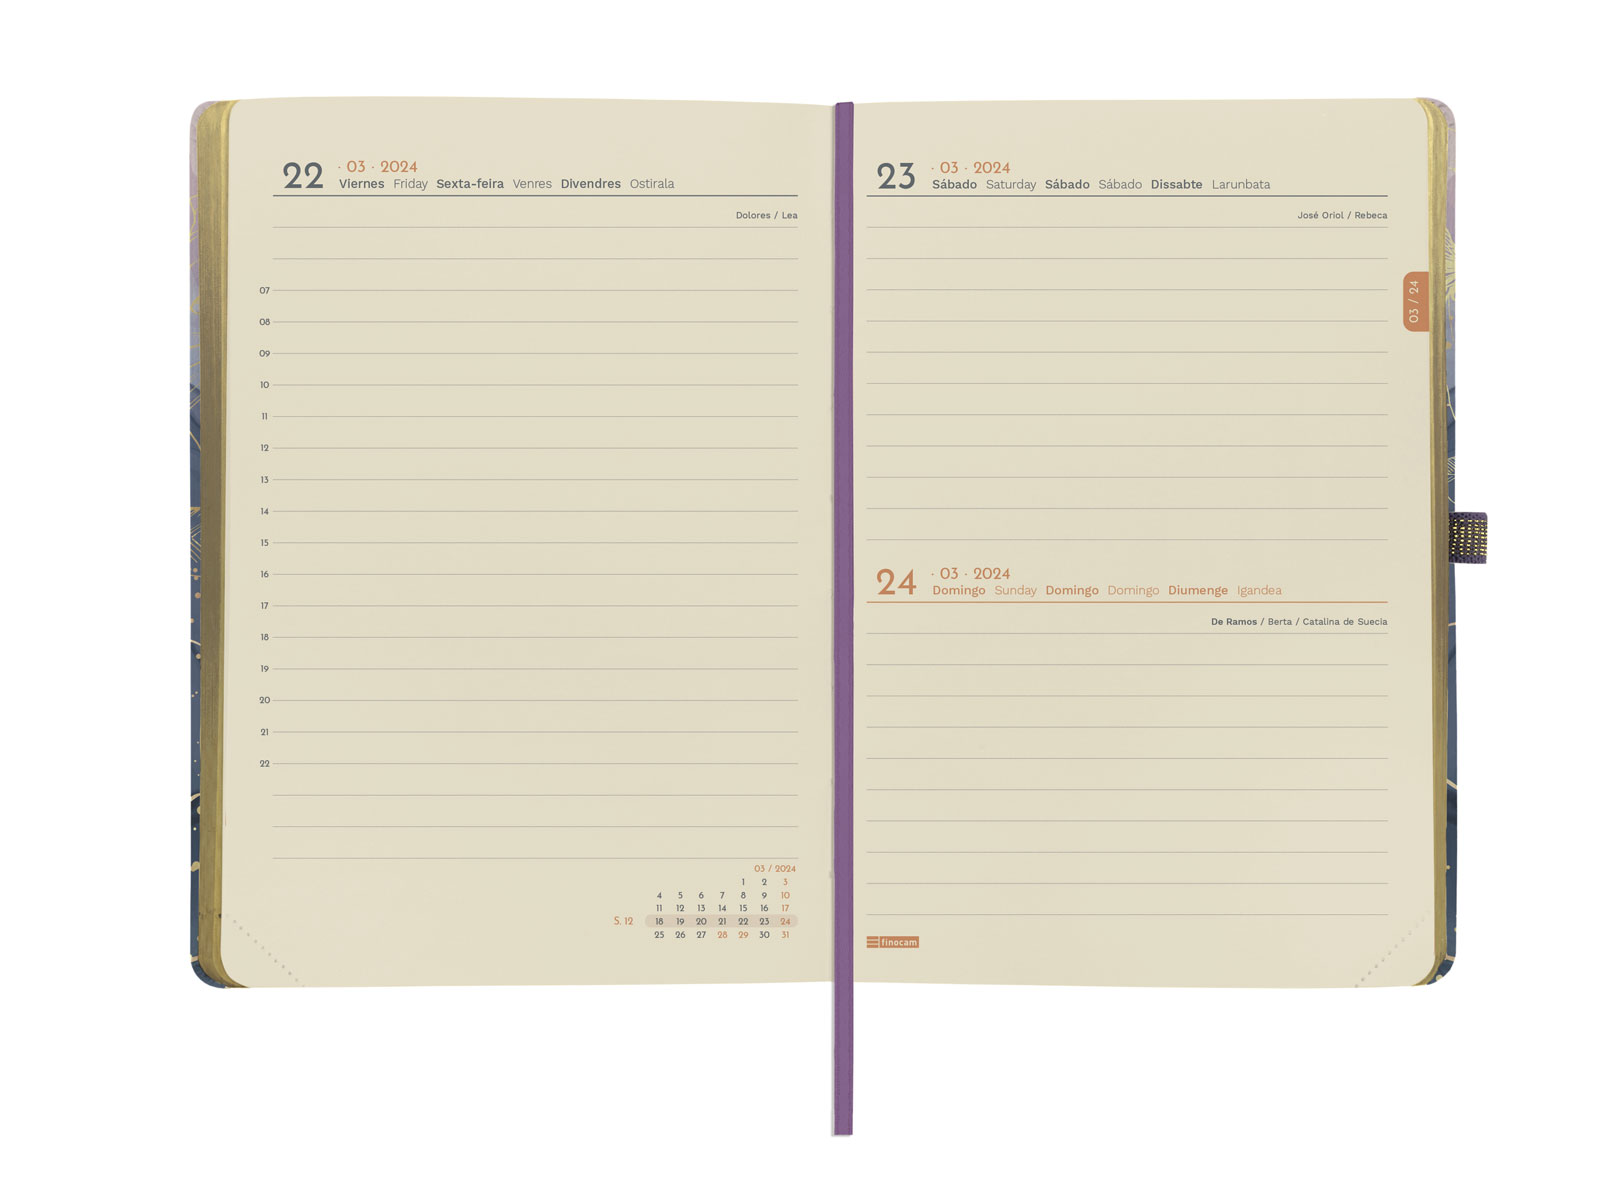 22 · 03 · 2024
Viernes Friday Sexta-feira Venres Divendres Ostirala
Dolores / Lea
07
08
09
10
11
12
13
14
15
16
17
18
19
20
21
22
03 / 2024
1 2 3
4 5 6 7 8 9 10
11 12 13 14 15 16 17
S. 12 18 19 20 21 22 23 24
25 26 27 28 29 30 31
23 · 03 · 2024
Sábado Saturday Sábado Sábado Dissabte Larunbata
José Oriol / Rebeca
03 / 24
24 · 03 · 2024
Domingo Sunday Domingo Domingo Diumenge Igandea
De Ramos / Berta / Catalina de Suecia
finocam